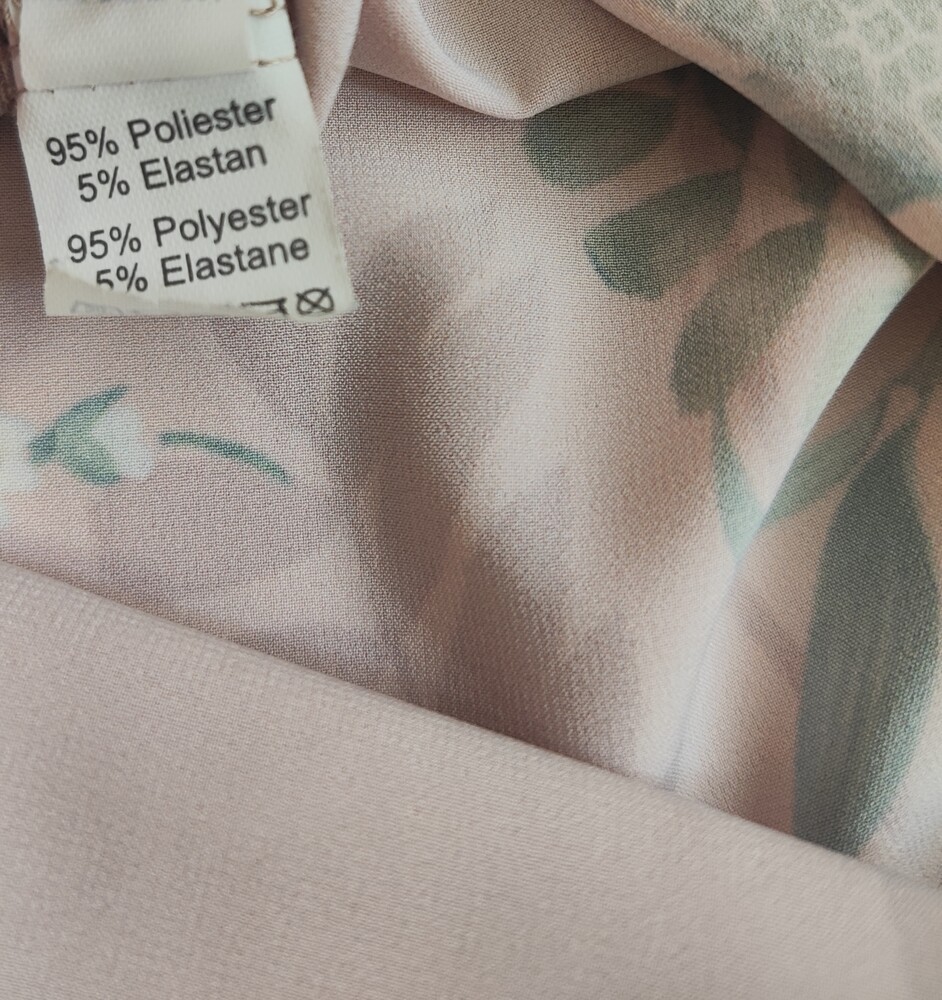 95% Poliester
5% Elastan
95% Polyester
5% Elastane